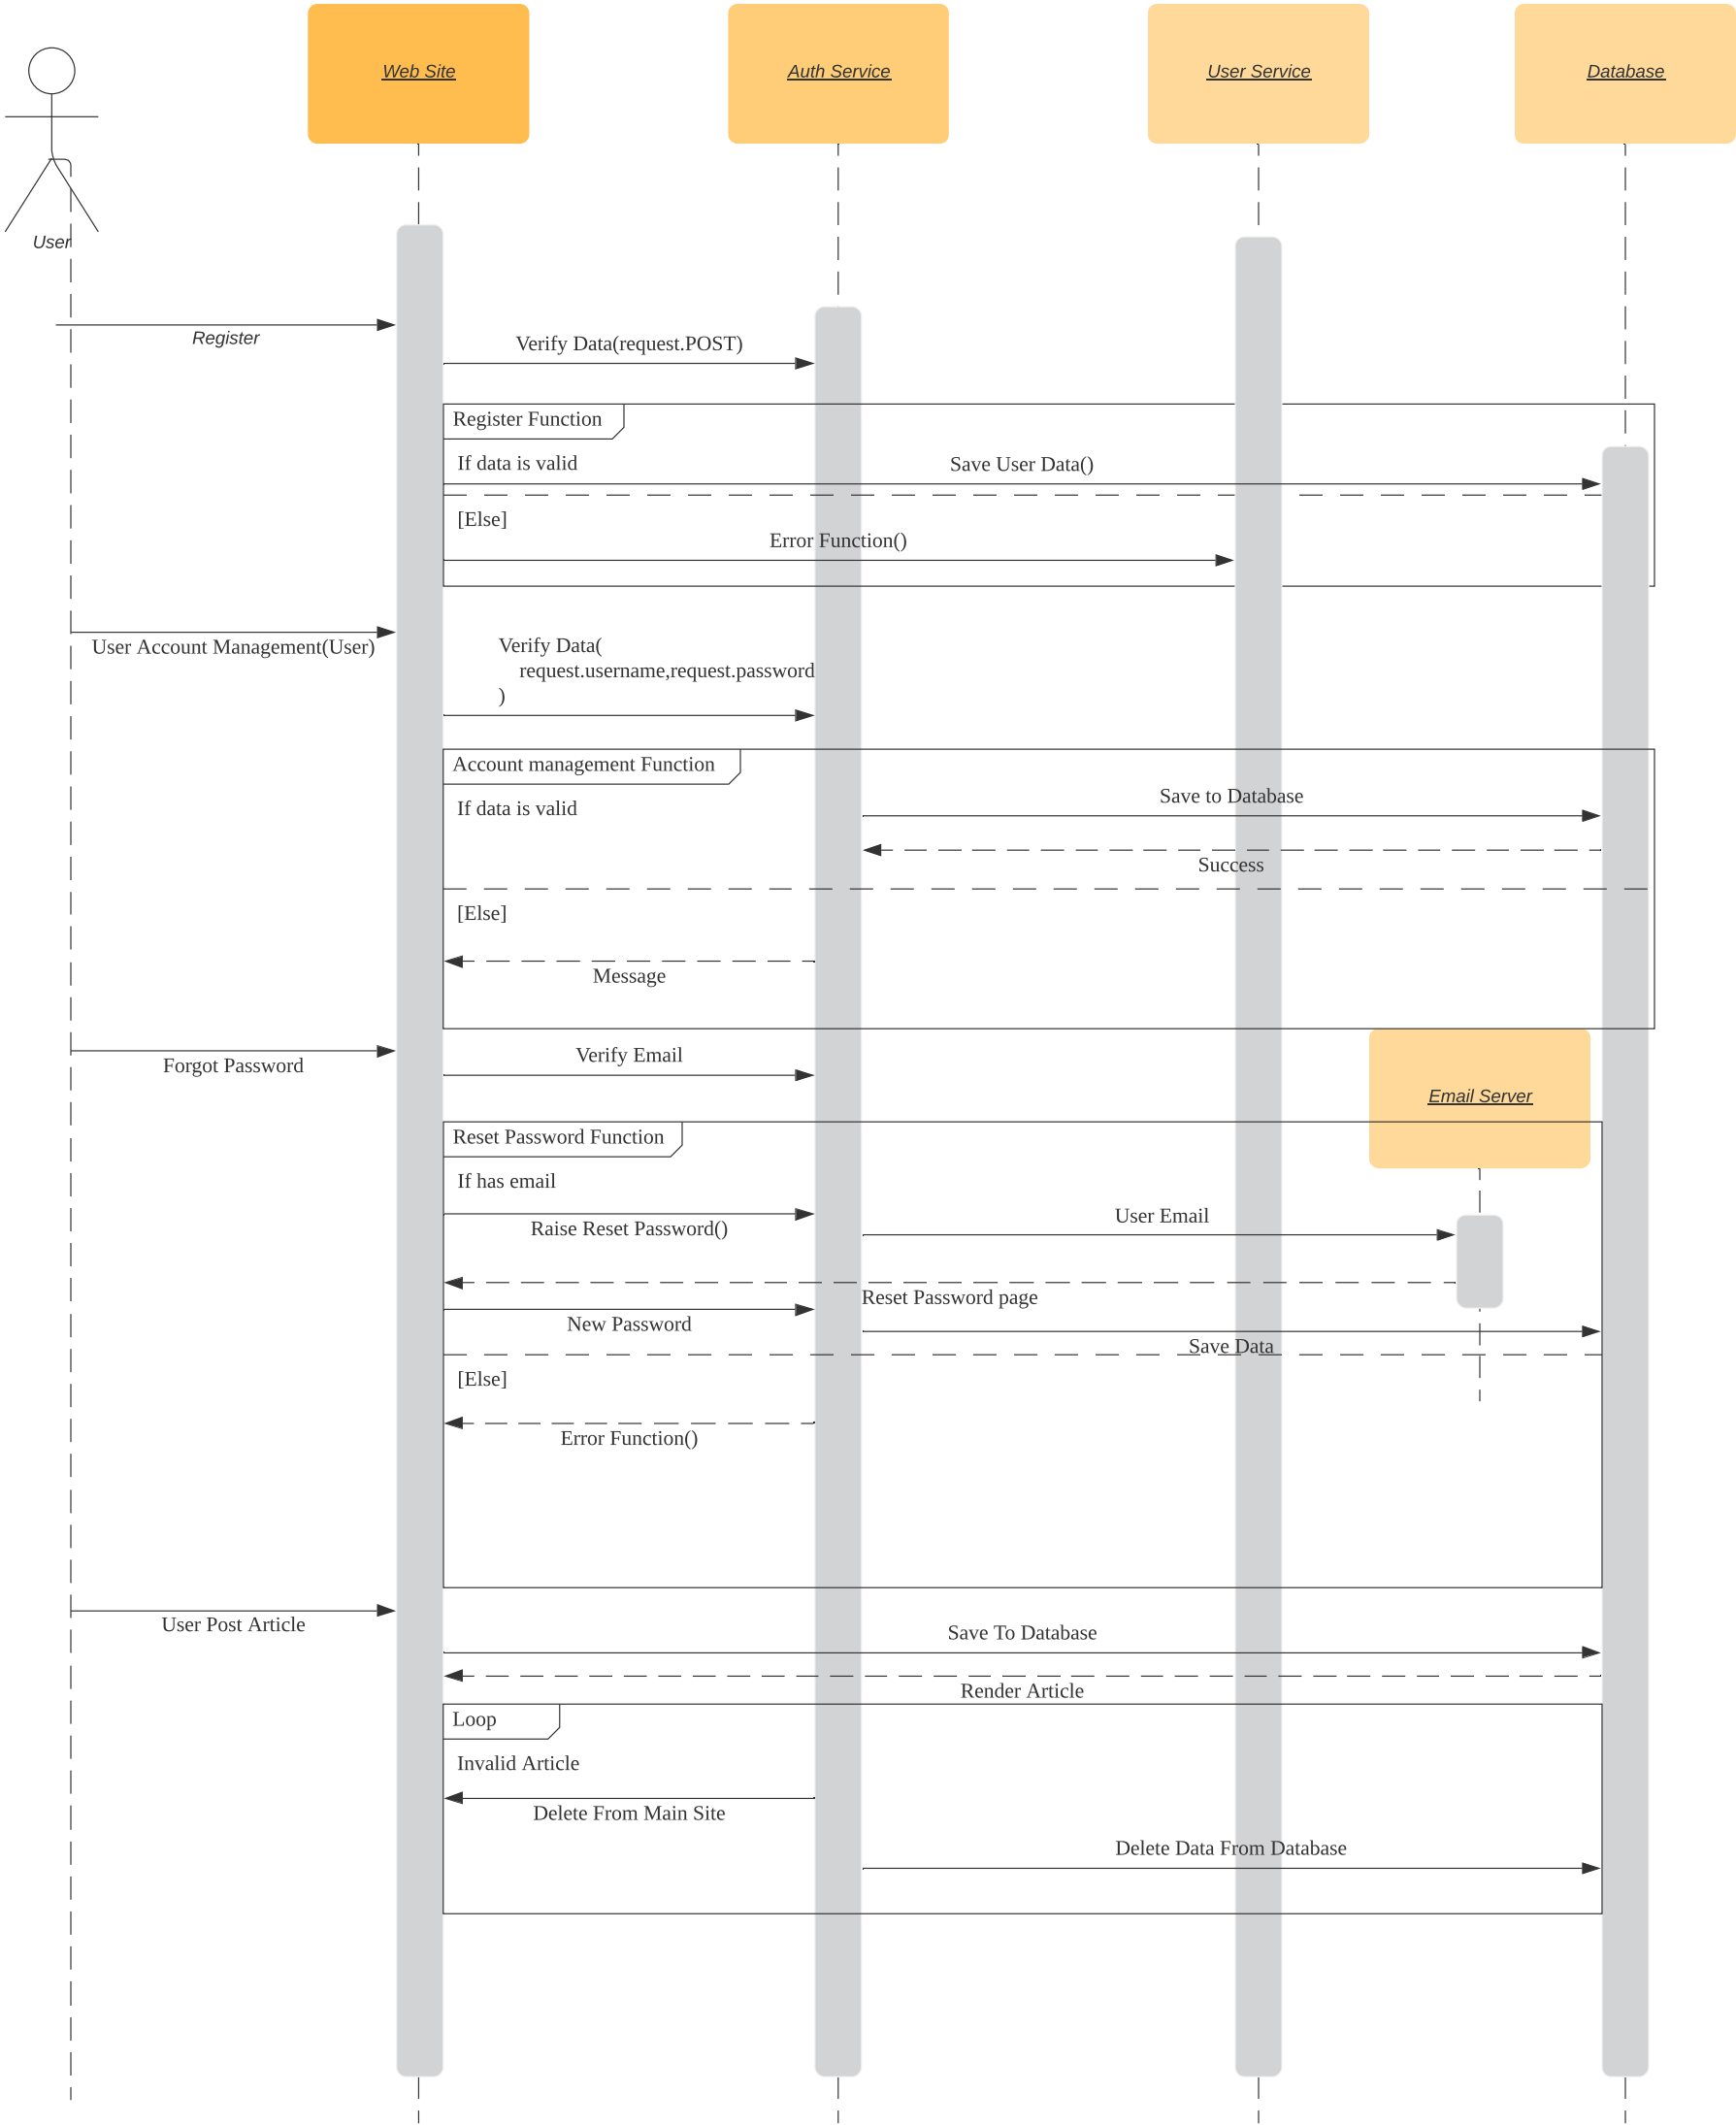 Web Site
Auth Service
User Service
Database
User
Register
Verify Data(request.POST)
Register Function
If data is valid
Save User Data()
[Else]
Error Function()
User Account Management(User)
Verify Data(
request.username,request.password
)
Account management Function
If data is valid
Save to Database
Success
[Else]
Message
Forgot Password
Verify Email
Email Server
Reset Password Function
If has email
Raise Reset Password()
User Email
Reset Password page
New Password
Save Data
[Else]
Error Function()
User Post Article
Save To Database
Render Article
Loop
Invalid Article
Delete From Main Site
Delete Data From Database